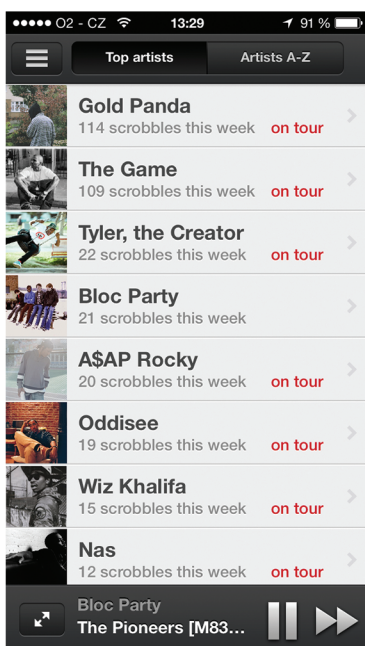 O2 - CZ 13:29 91 %
Top artists Artists A-Z
Gold Panda
114 scrobbles this week on tour
The Game
109 scrobbles this week on tour
Tyler, the Creator
22 scrobbles this week on tour
Bloc Party
21 scrobbles this week
A$AP Rocky
20 scrobbles this week on tour
Oddisee
19 scrobbles this week on tour
Wiz Khalifa
15 scrobbles this week on tour
Nas
12 scrobbles this week on tour
Bloc Party
The Pioneers [M83...